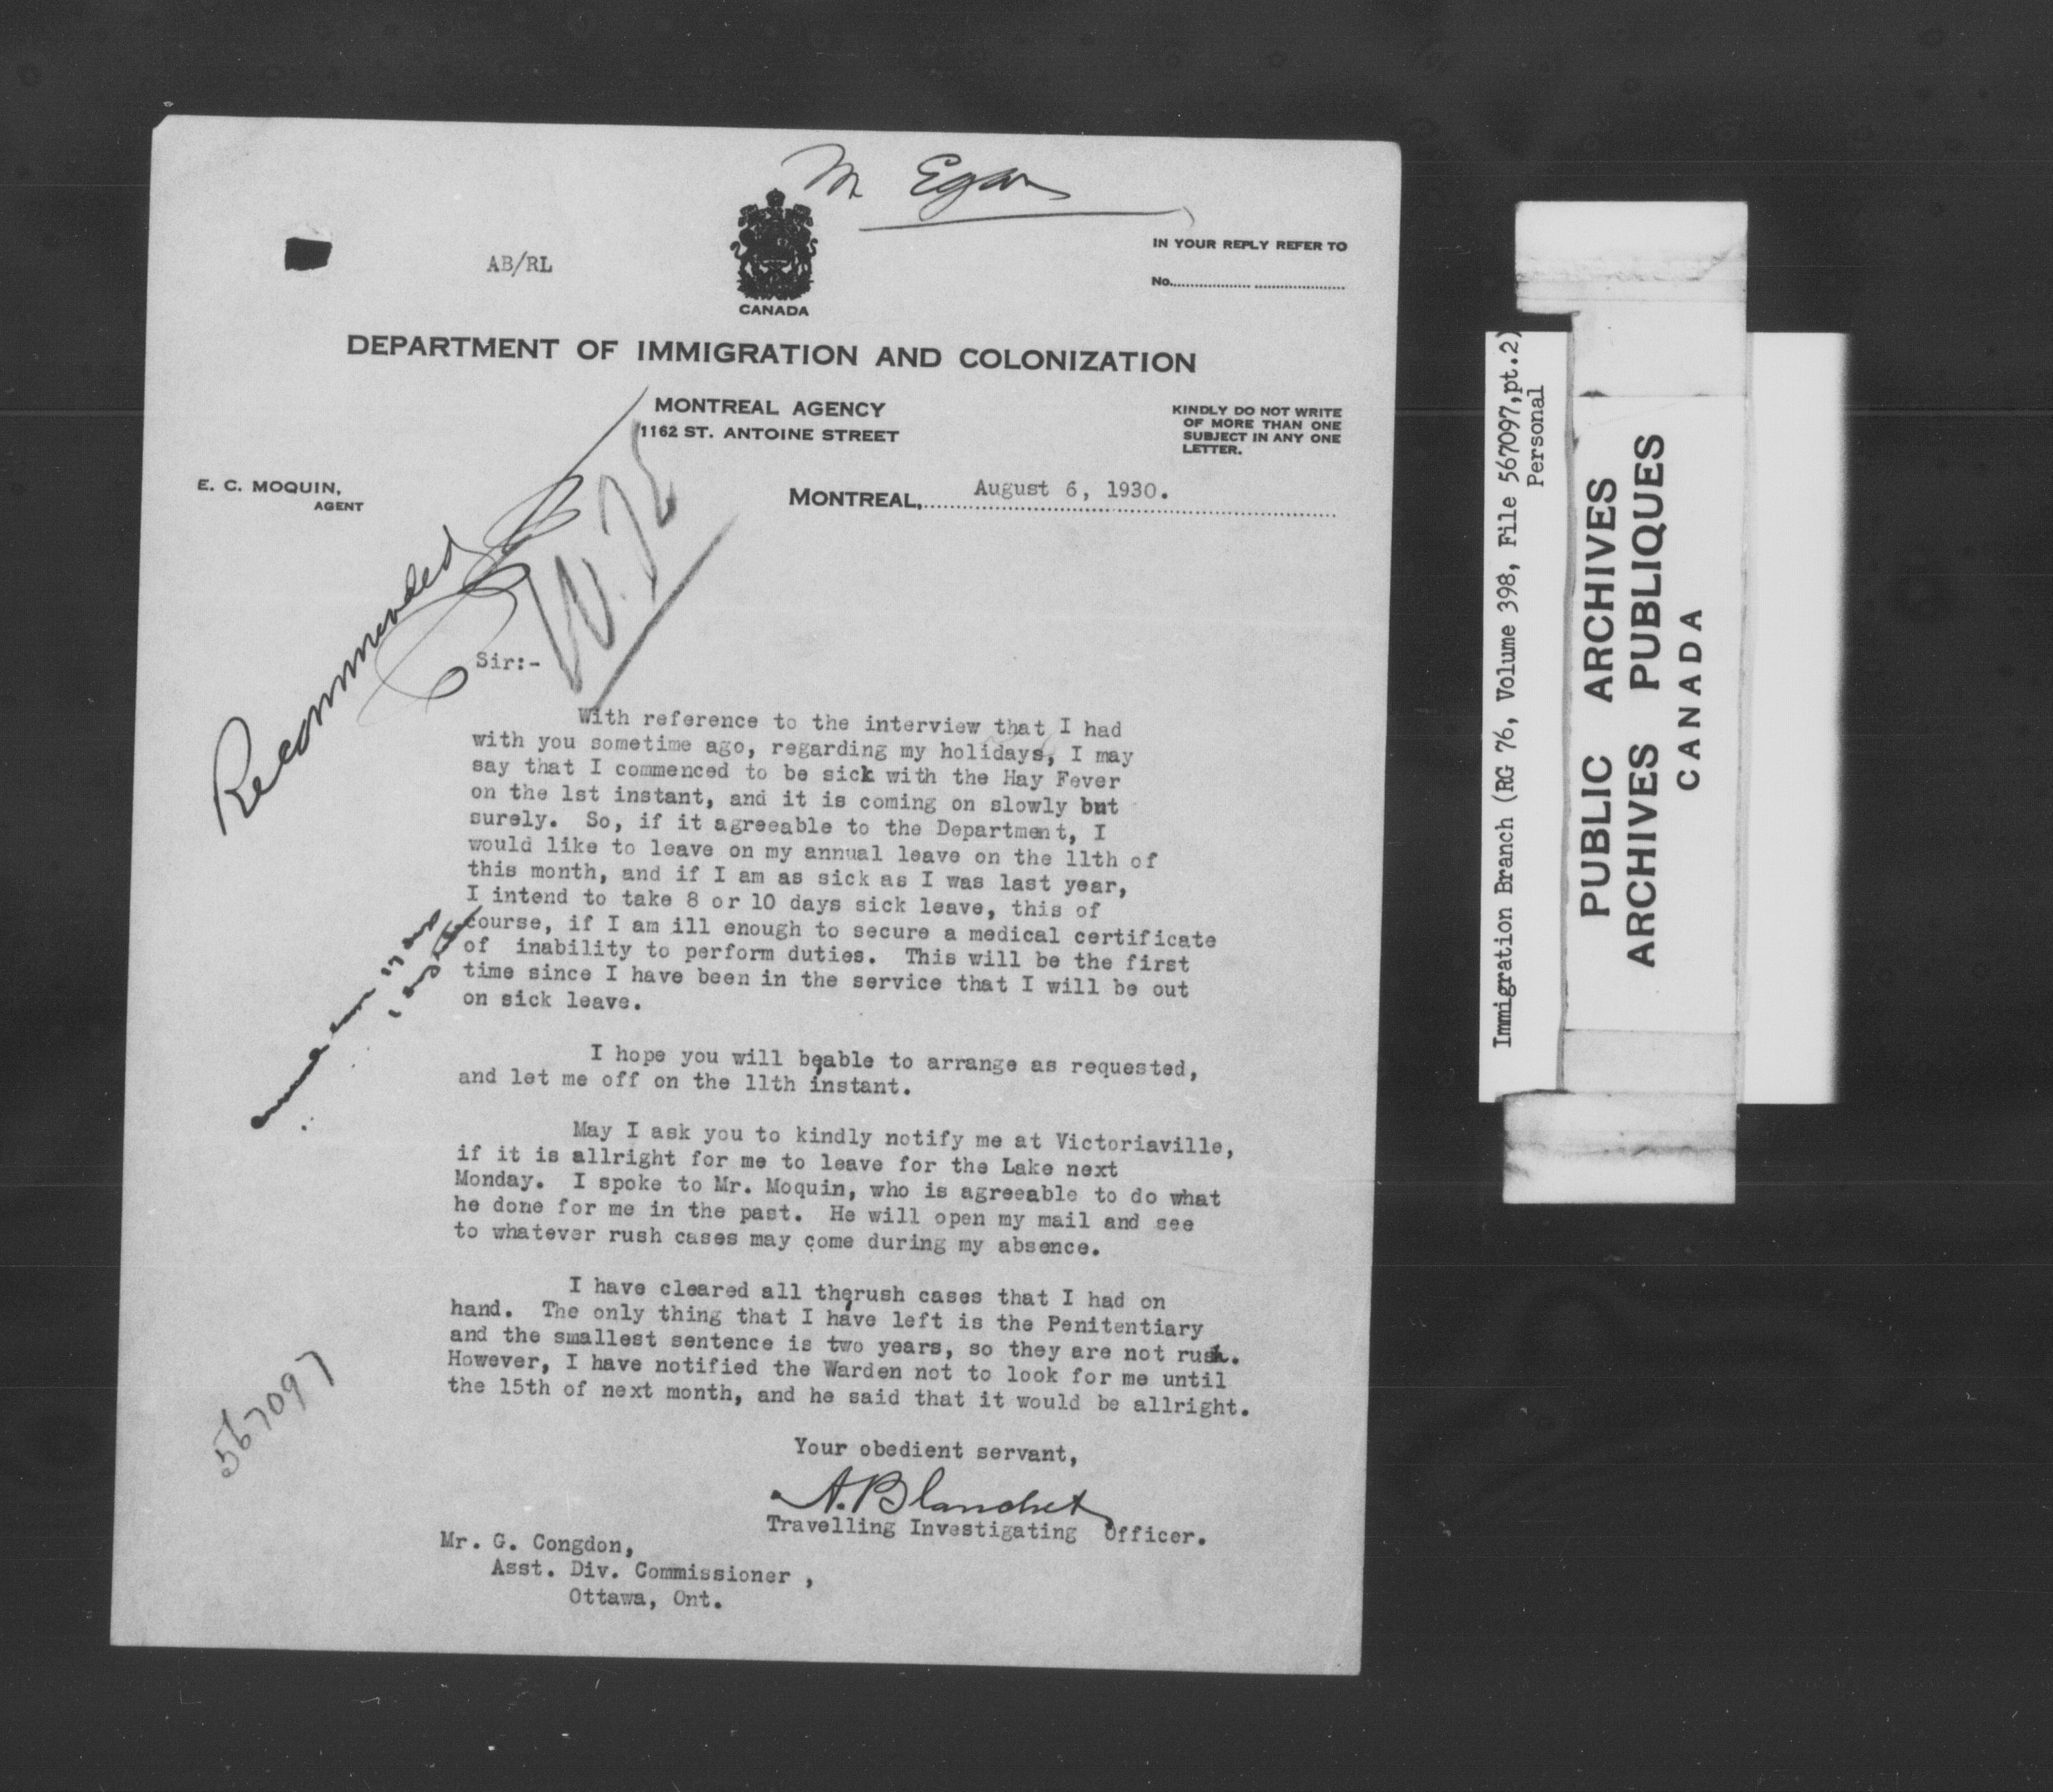 M Egan
AB/RL
CANADA
IN YOUR REPLY REFER TO
No.
DEPARTMENT OF IMMIGRATION AND COLONIZATION
MONTREAL AGENCY
1162 ST. ANTOINE STREET
KINDLY DO NOT WRITE
OF MORE THAN ONE
SUBJECT IN ANY ONE
LETTER.
E. C. MOQUIN,
AGENT
MONTREAL, August 6, 1930.
Recommended
Sir:-
With reference to the interview that I had
with you sometime ago, regarding my holidays, I may
say that I commenced to be sick with the Hay Fever
on the 1st instant, and it is coming on slowly but
surely. So, if it agreeable to the Department, I
would like to leave on my annual leave on the 11th of
this month, and if I am as sick as I was last year,
I intend to take 8 or 10 days sick leave, this of
course, if I am ill enough to secure a medical certificate
of inability to perform duties. This will be the first
time since I have been in the service that I will be out
on sick leave.
I hope you will beable to arrange as requested,
and let me off on the 11th instant.
May I ask you to kindly notify me at Victoriaville,
if it is allright for me to leave for the Lake next
Monday. I spoke to Mr. Moquin, who is agreeable to do what
he done for me in the past. He will open my mail and see
to whatever rush cases may come during my absence.
I have cleared all therush cases that I had on
hand. The only thing that I have left is the Penitentiary
and the smallest sentence is two years, so they are not rush.
However, I have notified the Warden not to look for me until
the 15th of next month, and he said that it would be allright.
567097
Your obedient servant,
A. Blanchet
Travelling Investigating Officer.
Mr. G. Congdon,
Asst. Div. Commissioner ,
Ottawa, Ont.
Immigration Branch (RG 76, Volume 398, File 567097,pt.2)
Personal
PUBLIC ARCHIVES
ARCHIVES PUBLIQUES
CANADA